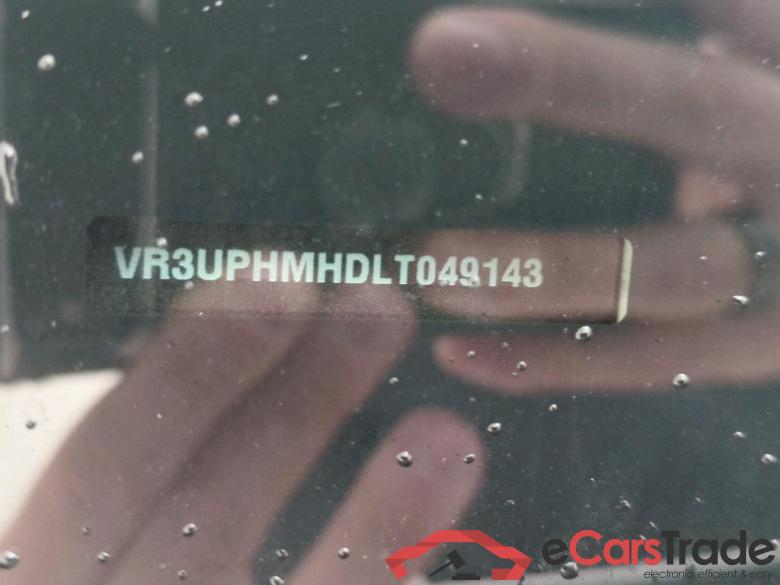 VR3UPHMHDLT049143
eCarsTrade
electronic, efficient & easy